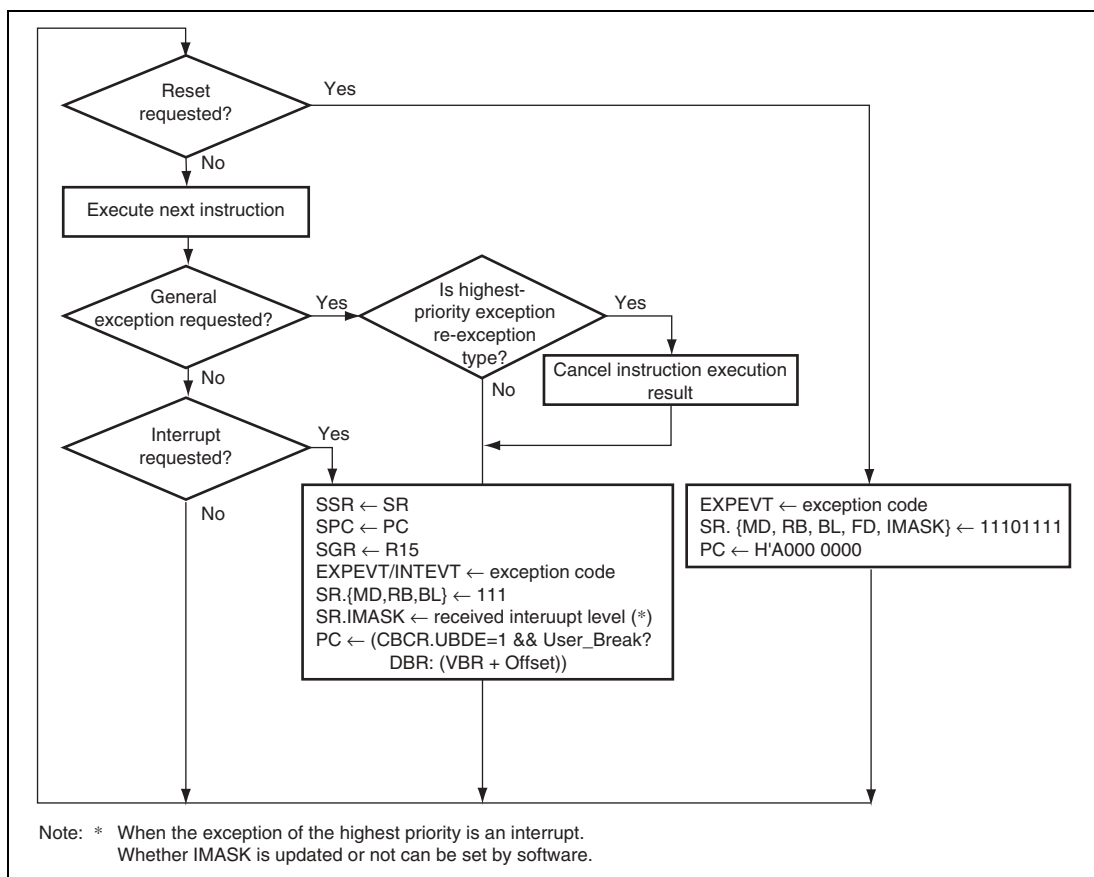 Reset
requested?
Yes
No
Execute next instruction
General
exception requested?
Yes
No
Is highest-
priority exception
re-exception
type?
Yes
No
Cancel instruction execution
result
Interrupt
requested?
Yes
No
SSR ← SR
SPC ← PC
SGR ← R15
EXPEVT/INTEVT ← exception code
SR.{MD,RB,BL} ← 111
SR.IMASK ← received interuupt level (*)
PC ← (CBCR.UBDE=1 && User_Break?
DBR: (VBR + Offset))
EXPEVT ← exception code
SR. {MD, RB, BL, FD, IMASK} ← 11101111
PC ← H'A000 0000
Note: * When the exception of the highest priority is an interrupt.
Whether IMASK is updated or not can be set by software.